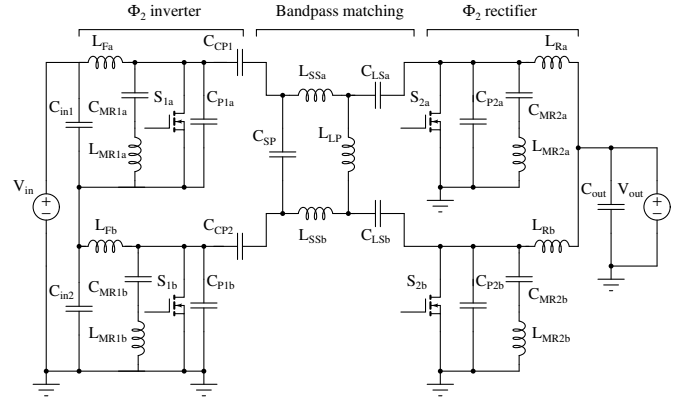 Φ2 inverter
Bandpass matching
Φ2 rectifier
LFa
CCP1
LRa
LSSa
CLSa
Cin1
CMR1a
S1a
CP1a
S2a
CP2a
CMR2a
LMR1a
CSP
LLP
LMR2a
Vin
Cout
Vout
LFb
CCP2
LSSb
CLSb
LRb
Cin2
CMR1b
S1b
CP1b
S2b
CP2b
CMR2b
LMR1b
LMR2b